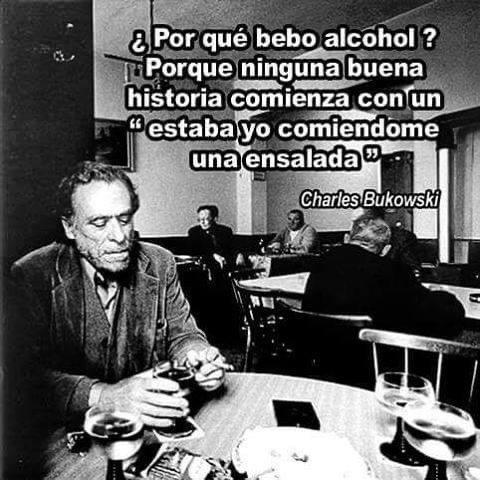 ¿ Por qué bebo alcohol ?
Porque ninguna buena
historia comienza con un
“ estaba yo comiendome
una ensalada ”
Charles Bukowski